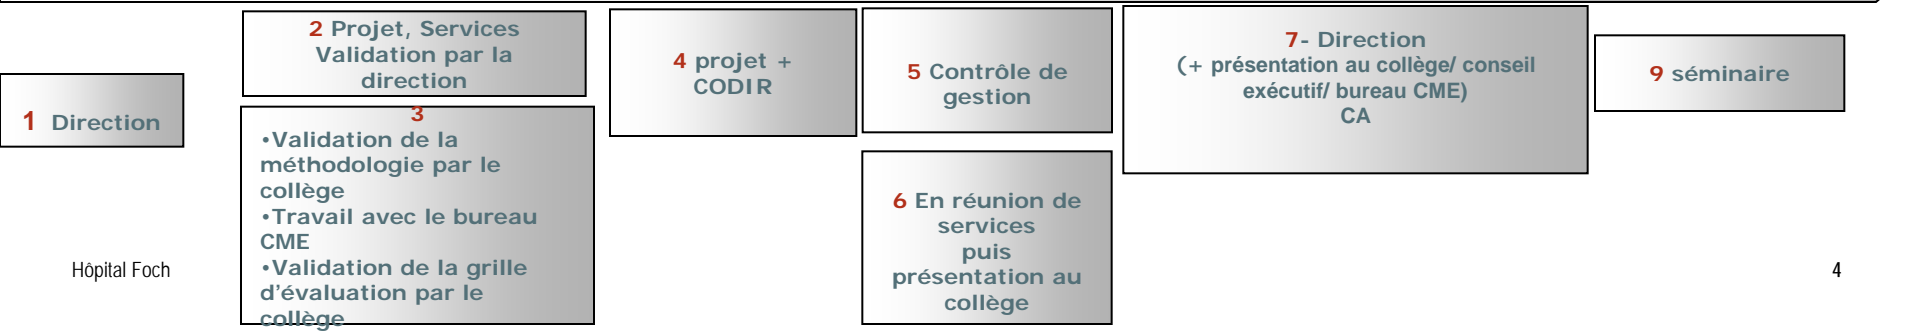 1 Direction
2 Projet, Services
Validation par la
direction
3
•Validation de la
méthodologie par le
collège
•Travail avec le bureau
CME
•Validation de la grille
d'évaluation par le
collège
4 projet +
CODIR
5 Contrôle de
gestion
6 En réunion de
services
puis
présentation au
collège
7- Direction
(+ présentation au collège/ conseil
exécutif/ bureau CME)
CA
9 séminaire
Hôpital Foch
4